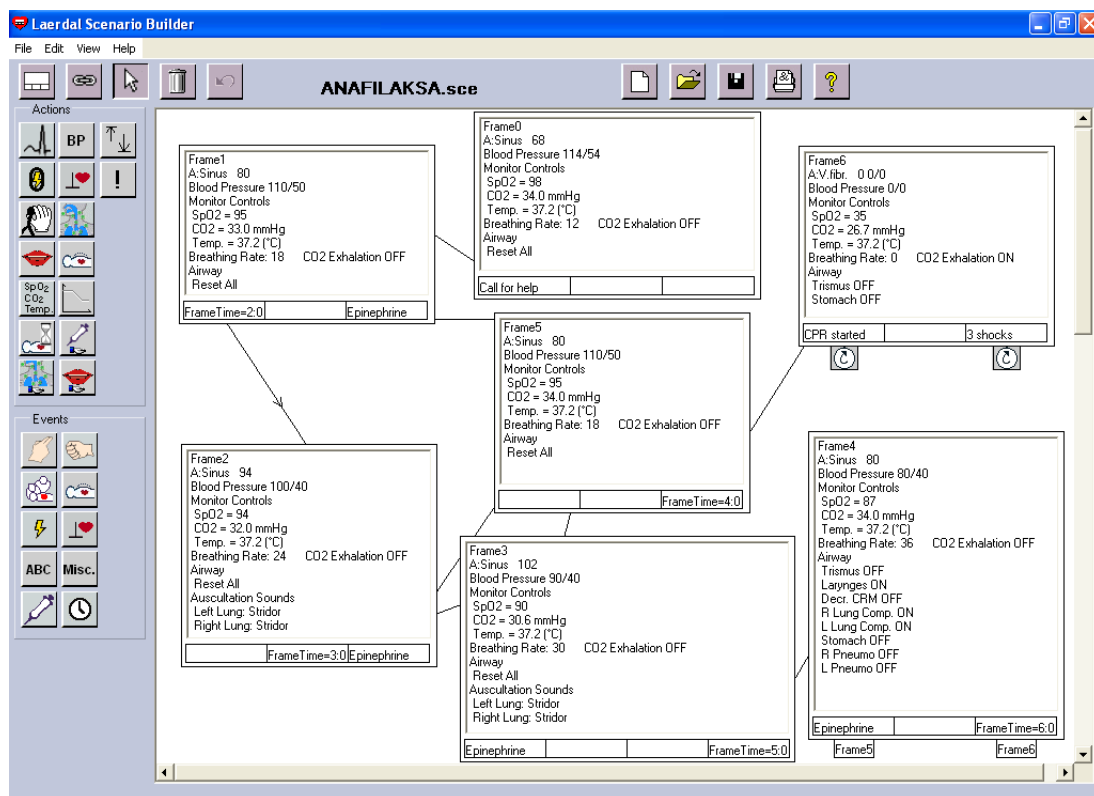 Laerdal Scenario Builder
File Edit View Help
ANAFILAKSA.sce
Actions
BP
!
SpO2
CO2
Temp.
Events
ABC Misc.
Frame0
A:Sinus 68
Blood Pressure 114/54
Monitor Controls
SpO2 = 98
CO2 = 34.0 mmHg
Temp. = 37.2 (°C)
Breathing Rate: 12 CO2 Exhalation OFF
Airway
Reset All
Call for help
Frame1
A:Sinus 80
Blood Pressure 110/50
Monitor Controls
SpO2 = 95
CO2 = 33.0 mmHg
Temp. = 37.2 (°C)
Breathing Rate: 18 CO2 Exhalation OFF
Airway
Reset All
FrameTime=2:0 Epinephrine
Frame6
A:V.fibr. 0 0/0
Blood Pressure 0/0
Monitor Controls
SpO2 = 35
CO2 = 26.7 mmHg
Temp. = 37.2 (°C)
Breathing Rate: 0 CO2 Exhalation ON
Airway
Trismus OFF
Stomach OFF
CPR started 3 shocks
Frame5
A:Sinus 80
Blood Pressure 110/50
Monitor Controls
SpO2 = 95
CO2 = 34.0 mmHg
Temp. = 37.2 (°C)
Breathing Rate: 18 CO2 Exhalation OFF
Airway
Reset All
FrameTime=4:0
Frame2
A:Sinus 94
Blood Pressure 100/40
Monitor Controls
SpO2 = 94
CO2 = 32.0 mmHg
Temp. = 37.2 (°C)
Breathing Rate: 24 CO2 Exhalation OFF
Airway
Reset All
Auscultation Sounds
Left Lung: Stridor
Right Lung: Stridor
FrameTime=3:0 Epinephrine
Frame3
A:Sinus 102
Blood Pressure 90/40
Monitor Controls
SpO2 = 90
CO2 = 30.6 mmHg
Temp. = 37.2 (°C)
Breathing Rate: 30 CO2 Exhalation OFF
Airway
Reset All
Auscultation Sounds
Left Lung: Stridor
Right Lung: Stridor
Epinephrine FrameTime=5:0
Frame4
A:Sinus 80
Blood Pressure 80/40
Monitor Controls
SpO2 = 87
CO2 = 34.0 mmHg
Temp. = 37.2 (°C)
Breathing Rate: 36 CO2 Exhalation OFF
Airway
Trismus OFF
Larynges ON
Decr. CRM OFF
R Lung Comp. ON
L Lung Comp. ON
Stomach OFF
R Pneumo OFF
L Pneumo OFF
Epinephrine FrameTime=6:0
Frame5 Frame6